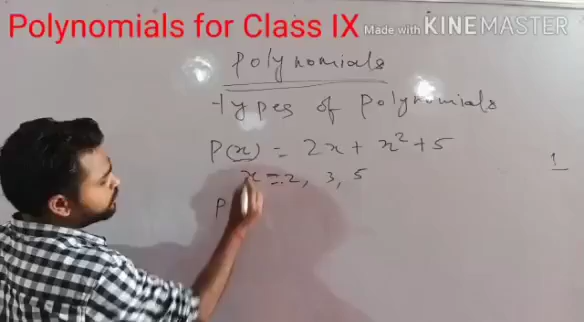 Polynomials for Class IX
Made with KINEMASTER
Polynomials
Types of Polynomials
P(x) = 2x + x² + 5
x = 2, 3, 5
P
1